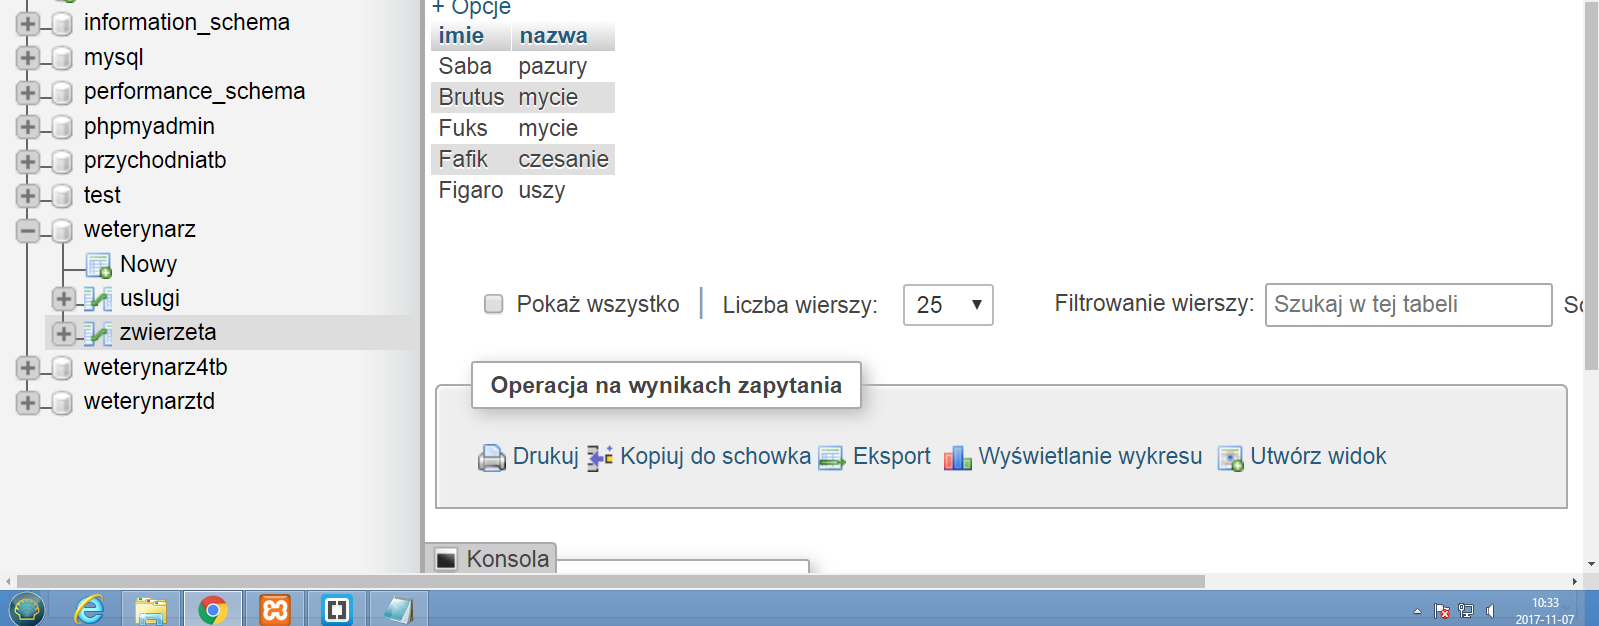 information_schema
mysql
performance_schema
phpmyadmin
przychodniatb
test
weterynarz
Nowy
uslugi
zwierzeta
weterynarz4tb
weterynarztd
+ Opcje
imie nazwa
Saba pazury
Brutus mycie
Fuks mycie
Fafik czesanie
Figaro uszy
Pokaż wszystko Liczba wierszy: 25 Filtrowanie wierszy: Szukaj w tej tabeli
Operacja na wynikach zapytania
Drukuj Kopiuj do schowka Eksport Wyświetlanie wykresu Utwórz widok
Konsola
10:33
2017-11-07